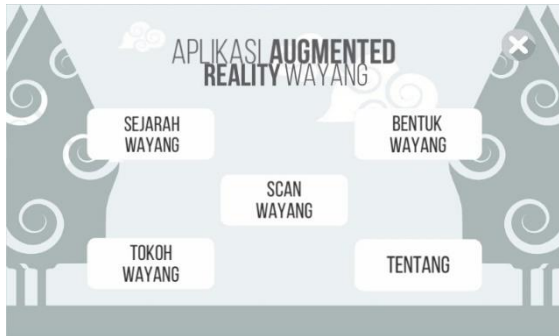 APLIKASI AUGMENTED
REALITY WAYANG
SEJARAH
WAYANG
BENTUK
WAYANG
SCAN
WAYANG
TOKOH
WAYANG
TENTANG